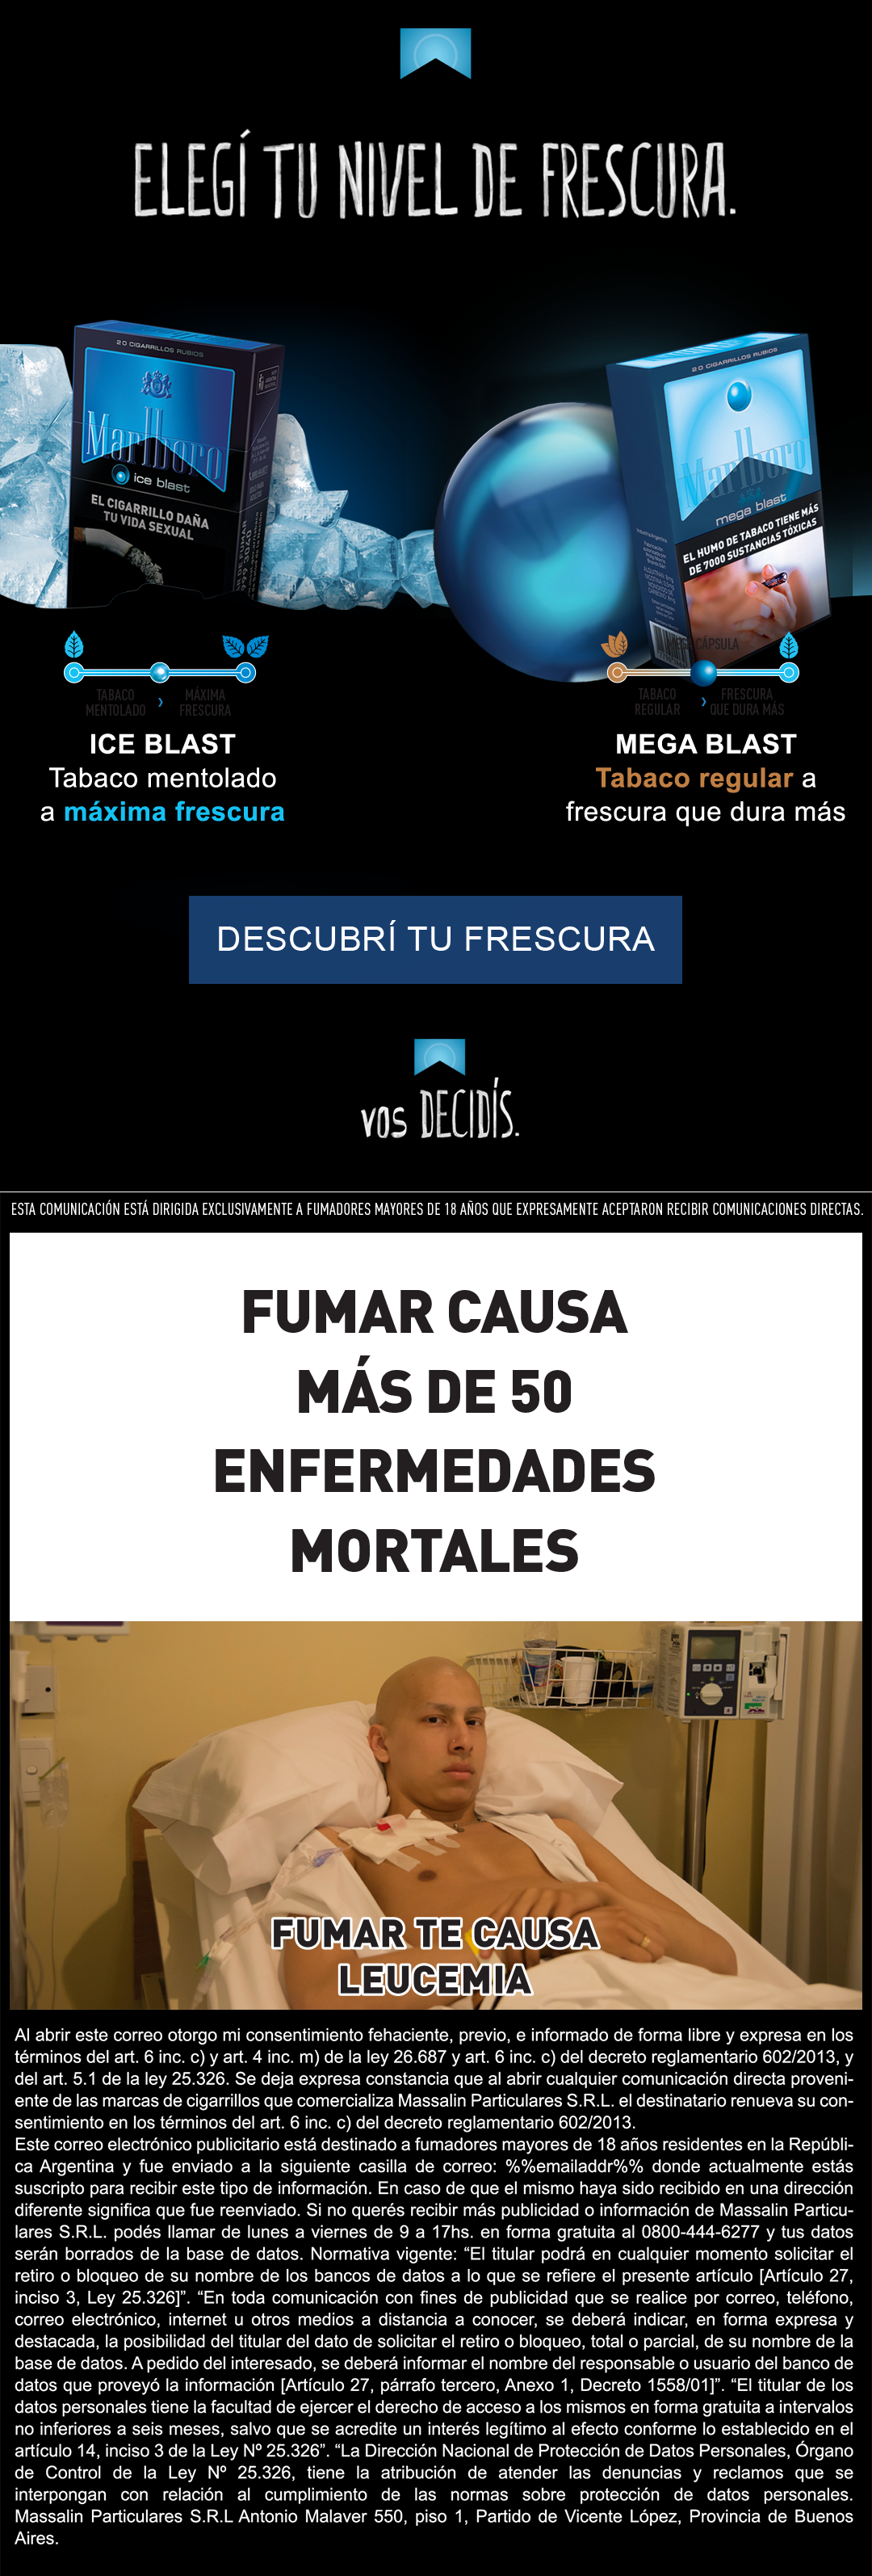 ELEGÍ TU NIVEL DE FRESCURA.
20 CIGARRILLOS RUBIOS
Marlboro
ice blast
EL CIGARRILLO DAÑA
TU VIDA SEXUAL
20 CIGARRILLOS RUBIOS
Marlboro
mega blast
EL HUMO DE TABACO TIENE MÁS
DE 7000 SUSTANCIAS TÓXICAS
TABACO
MENTOLADO
MÁXIMA
FRESCURA
MEGA CÁPSULA
TABACO
REGULAR
FRESCURA
QUE DURA MÁS
ICE BLAST
Tabaco mentolado
a máxima frescura
MEGA BLAST
Tabaco regular a
frescura que dura más
DESCUBRÍ TU FRESCURA
VOS DECIDÍS.
ESTA COMUNICACIÓN ESTÁ DIRIGIDA EXCLUSIVAMENTE A FUMADORES MAYORES DE 18 AÑOS QUE EXPRESAMENTE ACEPTARON RECIBIR COMUNICACIONES DIRECTAS.
FUMAR CAUSA
MÁS DE 50
ENFERMEDADES
MORTALES
FUMAR TE CAUSA
LEUCEMIA
Al abrir este correo otorgo mi consentimiento fehaciente, previo, e informado de forma libre y expresa en los
términos del art. 6 inc. c) y art. 4 inc. m) de la ley 26.687 y art. 6 inc. c) del decreto reglamentario 602/2013, y
del art. 5.1 de la ley 25.326. Se deja expresa constancia que al abrir cualquier comunicación directa proveni-
ente de las marcas de cigarrillos que comercializa Massalin Particulares S.R.L. el destinatario renueva su con-
sentimiento en los términos del art. 6 inc. c) del decreto reglamentario 602/2013.
Este correo electrónico publicitario está destinado a fumadores mayores de 18 años residentes en la Repúbli-
ca Argentina y fue enviado a la siguiente casilla de correo: %%emailaddr%% donde actualmente estás
suscripto para recibir este tipo de información. En caso de que el mismo haya sido recibido en una dirección
diferente significa que fue reenviado. Si no querés recibir más publicidad o información de Massalin Particu-
lares S.R.L. podés llamar de lunes a viernes de 9 a 17hs. en forma gratuita al 0800-444-6277 y tus datos
serán borrados de la base de datos. Normativa vigente: “El titular podrá en cualquier momento solicitar el
retiro o bloqueo de su nombre de los bancos de datos a lo que se refiere el presente artículo [Artículo 27,
inciso 3, Ley 25.326]”. “En toda comunicación con fines de publicidad que se realice por correo, teléfono,
correo electrónico, internet u otros medios a distancia a conocer, se deberá indicar, en forma expresa y
destacada, la posibilidad del titular del dato de solicitar el retiro o bloqueo, total o parcial, de su nombre de la
base de datos. A pedido del interesado, se deberá informar el nombre del responsable o usuario del banco de
datos que proveyó la información [Artículo 27, párrafo tercero, Anexo 1, Decreto 1558/01]”. “El titular de los
datos personales tiene la facultad de ejercer el derecho de acceso a los mismos en forma gratuita a intervalos
no inferiores a seis meses, salvo que se acredite un interés legítimo al efecto conforme lo establecido en el
artículo 14, inciso 3 de la Ley Nº 25.326”. “La Dirección Nacional de Protección de Datos Personales, Órgano
de Control de la Ley Nº 25.326, tiene la atribución de atender las denuncias y reclamos que se
interpongan con relación al cumplimiento de las normas sobre protección de datos personales.
Massalin Particulares S.R.L Antonio Malaver 550, piso 1, Partido de Vicente López, Provincia de Buenos
Aires.